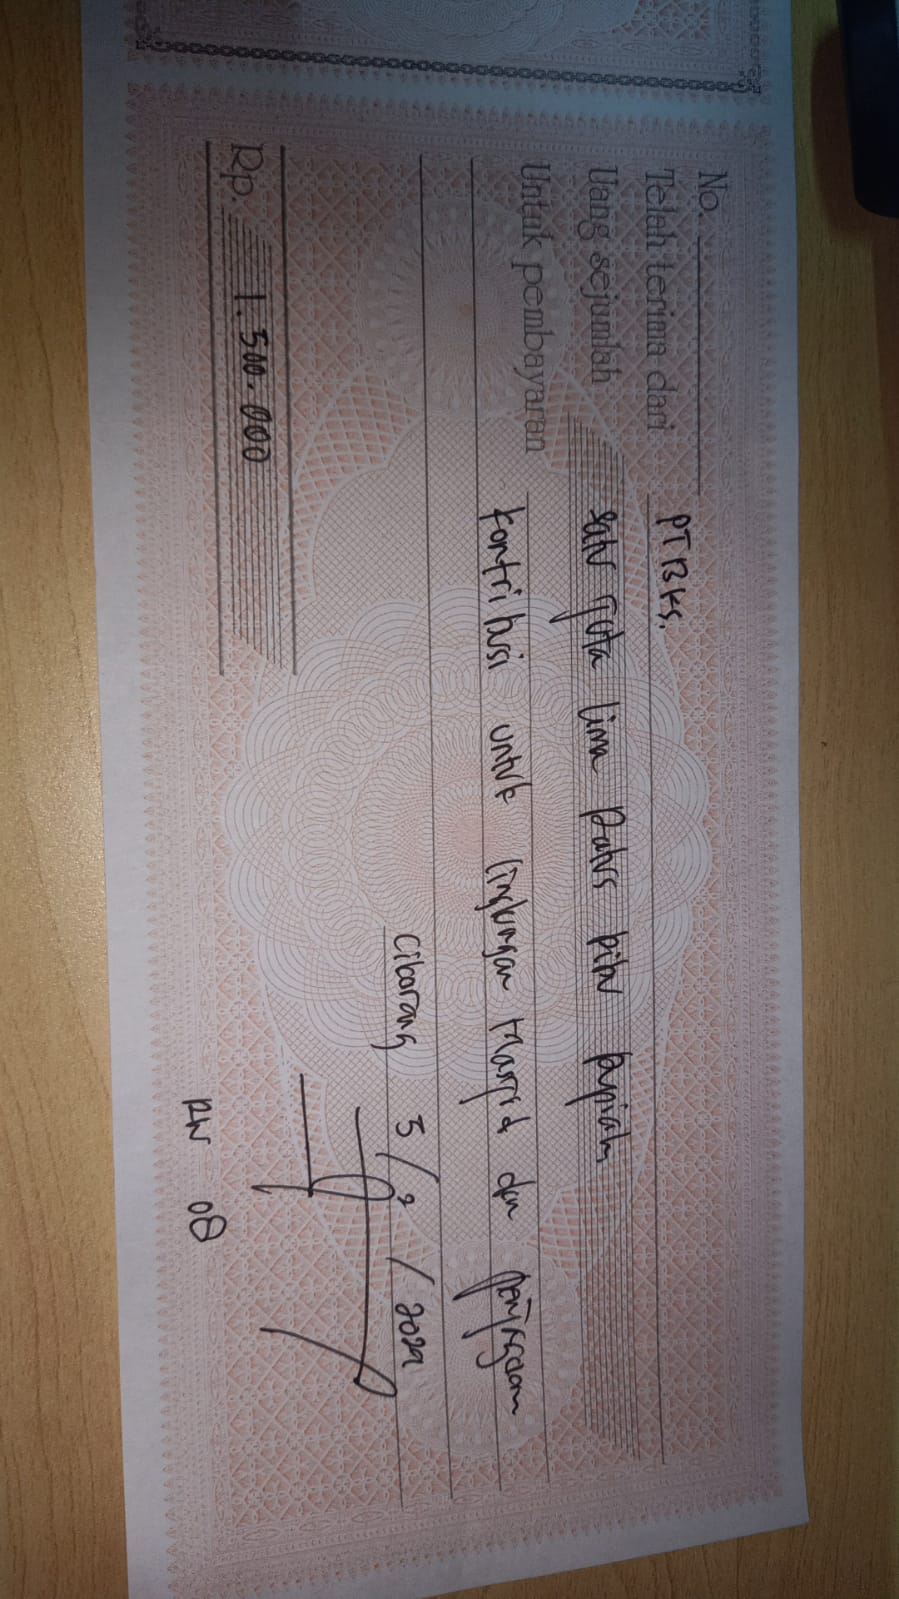 No.
Telah terima dari PT BKS.
Uang sejumlah satu juta lima ratus ribu rupiah
Untuk pembayaran kontribusi untuk lingkungan Masjid dan penjagaan
Cibarang 3/2/2024
Rp. 1.500.000
RW 08